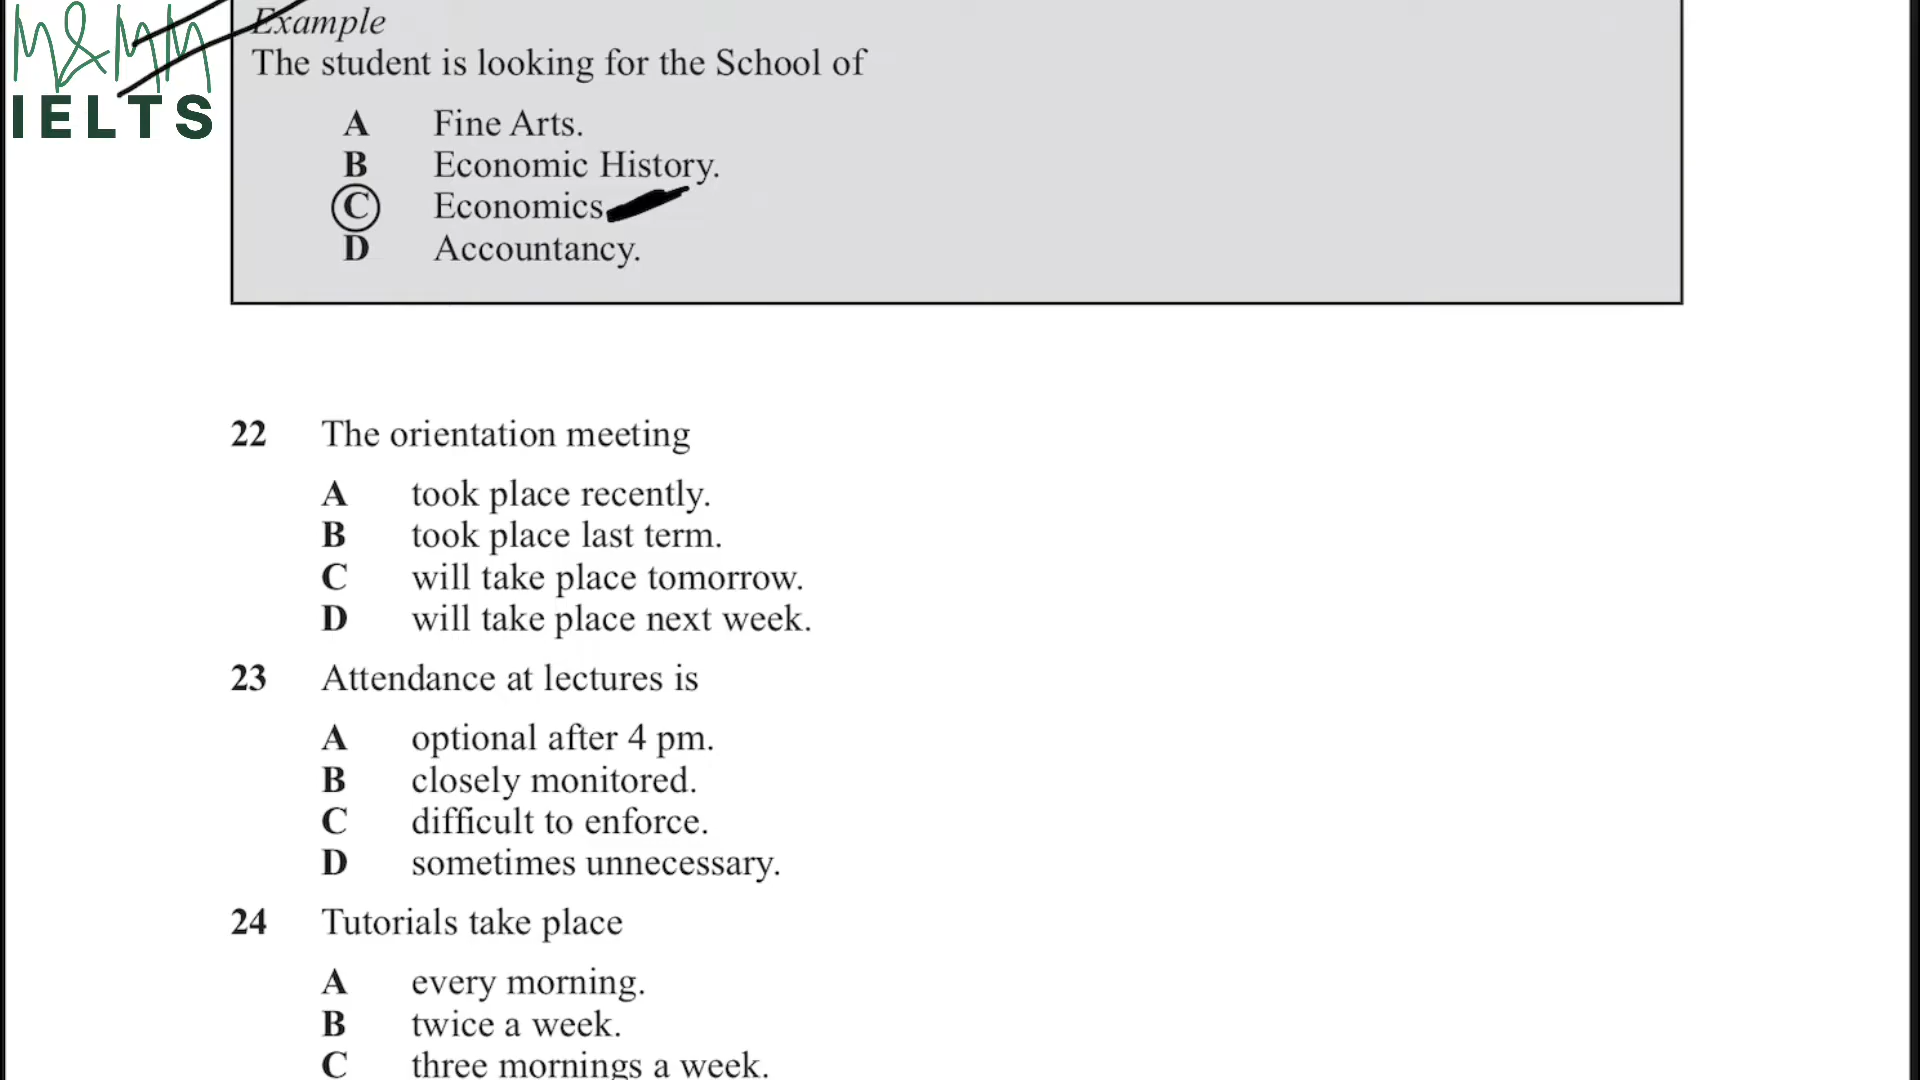 M&MM
IELTS
Example
The student is looking for the School of
A Fine Arts.
B Economic History.
C Economics
D Accountancy.
22 The orientation meeting
A took place recently.
B took place last term.
C will take place tomorrow.
D will take place next week.
23 Attendance at lectures is
A optional after 4 pm.
B closely monitored.
C difficult to enforce.
D sometimes unnecessary.
24 Tutorials take place
A every morning.
B twice a week.
C three mornings a week.